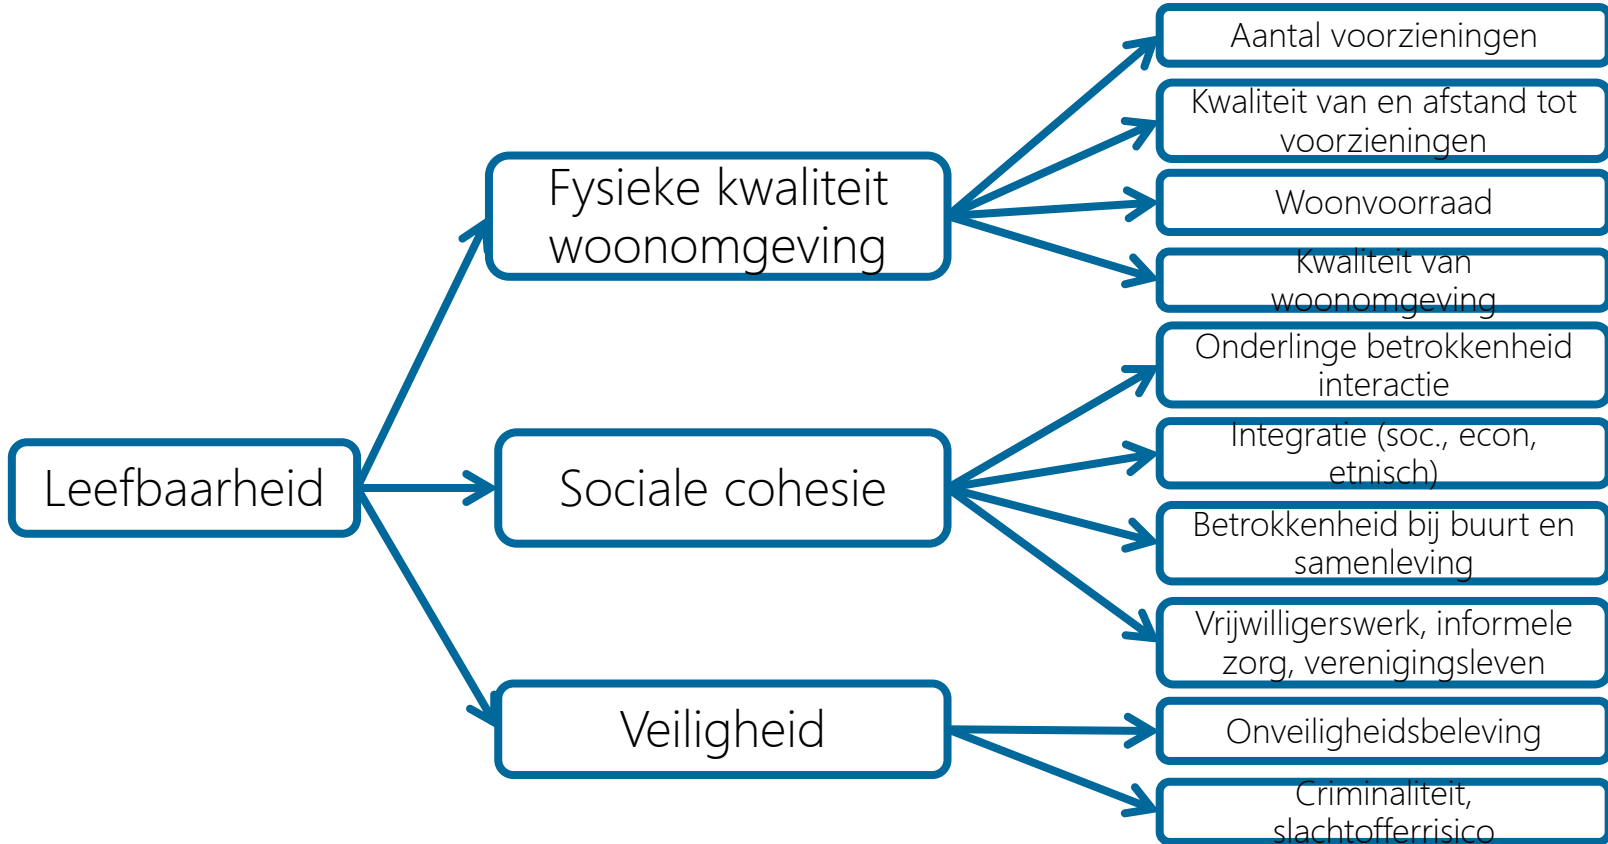 Aantal voorzieningen
Kwaliteit van en afstand tot
voorzieningen
Fysieke kwaliteit
woonomgeving
Woonvoorraad
Kwaliteit van
woonomgeving
Onderlinge betrokkenheid
interactie
Leefbaarheid
Sociale cohesie
Integratie (soc., econ,
etnisch)
Betrokkenheid bij buurt en
samenleving
Vrijwilligerswerk, informele
zorg, verenigingsleven
Veiligheid
Onveiligheidsbeleving
Criminaliteit,
slachtofferrisico